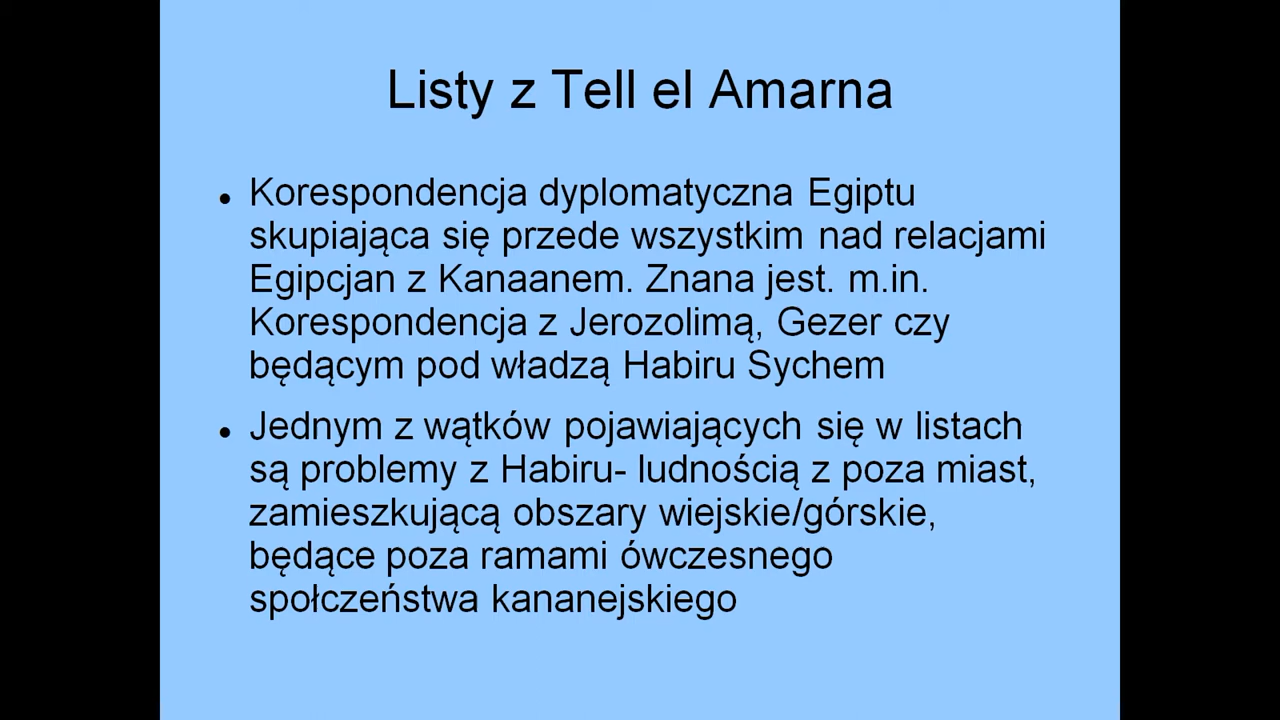 Listy z Tell el Amarna
• Korespondencja dyplomatyczna Egiptu
skupiająca się przede wszystkim nad relacjami
Egipcjan z Kanaanem. Znana jest. m.in.
Korespondencja z Jerozolimą, Gezer czy
będącym pod władzą Habiru Sychem
• Jednym z wątków pojawiających się w listach
są problemy z Habiru- ludnością z poza miast,
zamieszkującą obszary wiejskie/górskie,
będące poza ramami ówczesnego
społczeństwa kananejskiego